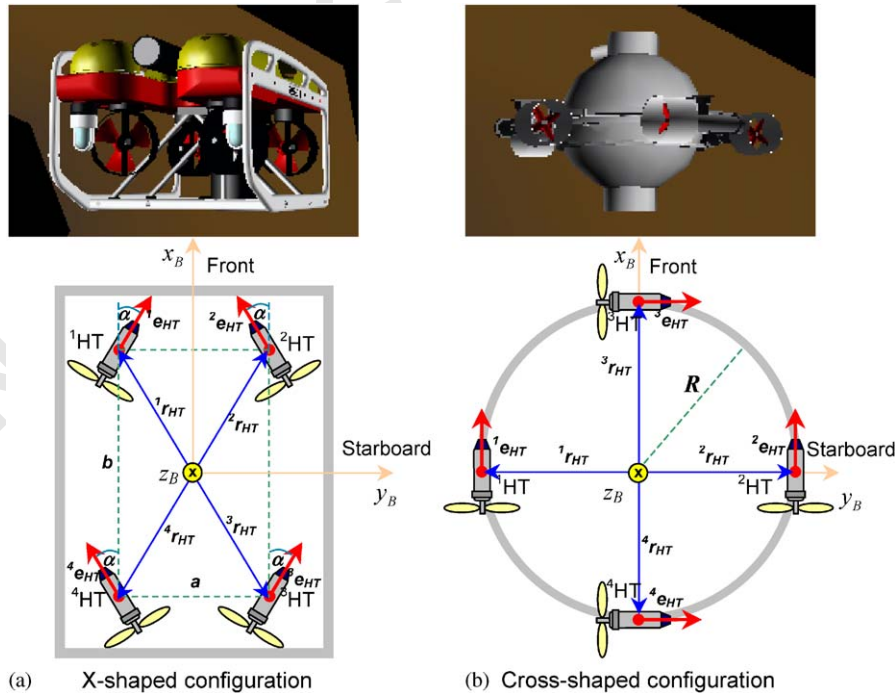 x_B
Front
α
α
¹e_HT
²e_HT
¹HT
²HT
¹r_HT
²r_HT
b
Starboard
z_B
x
y_B
⁴r_HT
³r_HT
α
α
⁴e_HT
³e_HT
⁴HT
a
³HT
(a) X-shaped configuration
x_B
Front
³HT
³e_HT
³r_HT
R
¹e_HT
²e_HT
Starboard
¹r_HT
²r_HT
¹HT
z_B
x
²HT
y_B
⁴r_HT
⁴HT
⁴e_HT
(b) Cross-shaped configuration